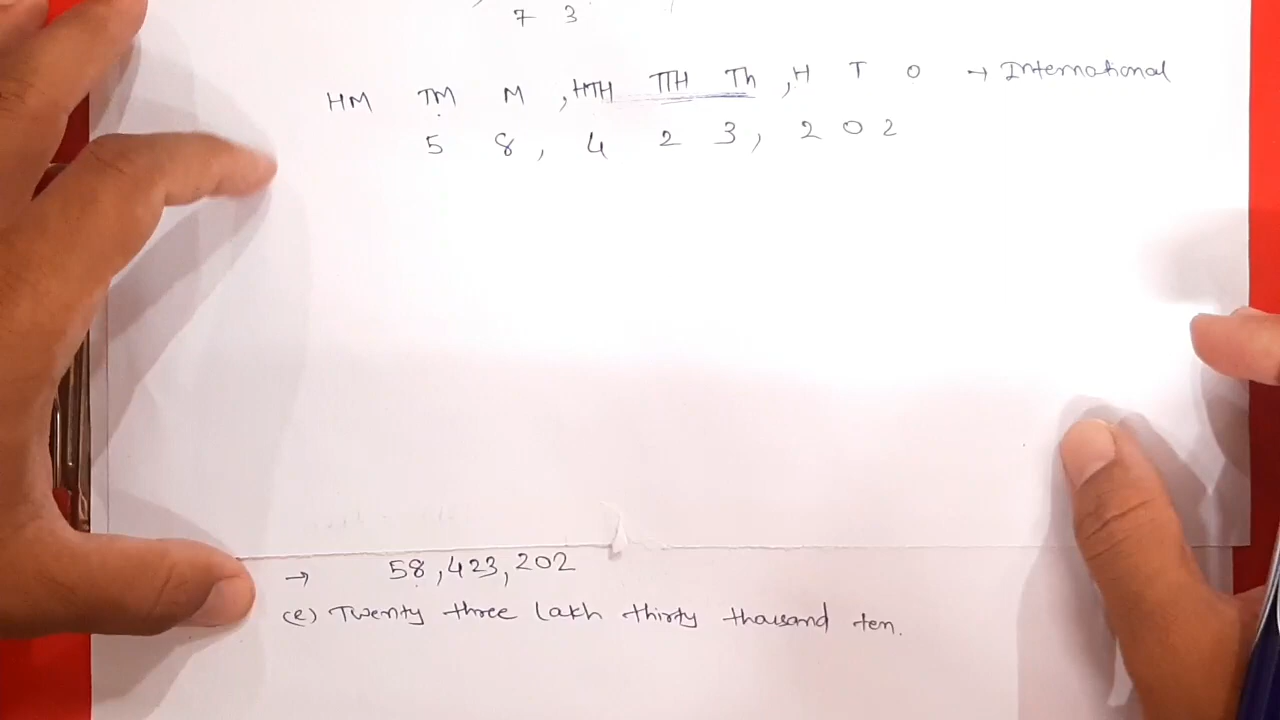 7 3
HM TM M , HTH TTH Th , H T O → International
5 8 , 4 2 3 , 2 0 2
→ 58,423,202
(e) Twenty three lakh thirty thousand ten.